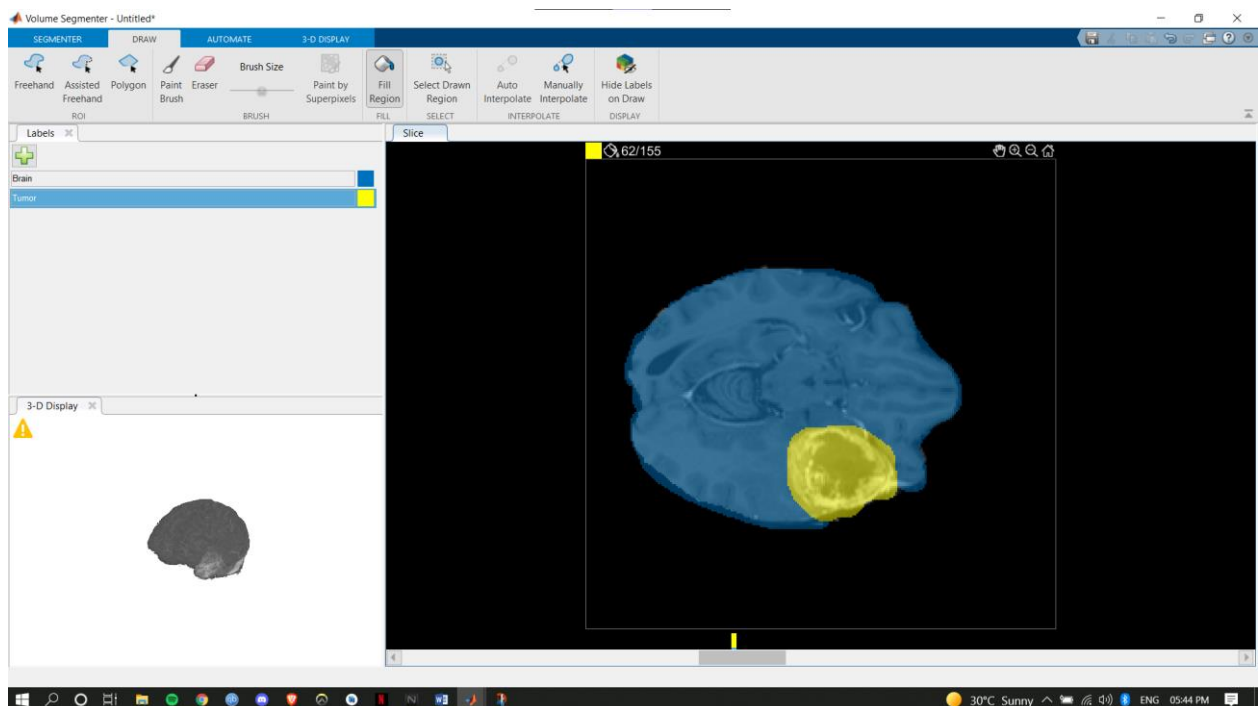 Volume Segmenter - Untitled*
SEGMENTER DRAW AUTOMATE 3-D DISPLAY
Freehand Assisted Freehand Polygon Paint Brush Eraser Brush Size Paint by Superpixels Fill Region Select Drawn Region Auto Interpolate Manually Interpolate Hide Labels on Draw
ROI BRUSH FILL SELECT INTERPOLATE DISPLAY
Labels Slice
62/155
Brain
Tumor
3-D Display
30°C Sunny ENG 05:44 PM